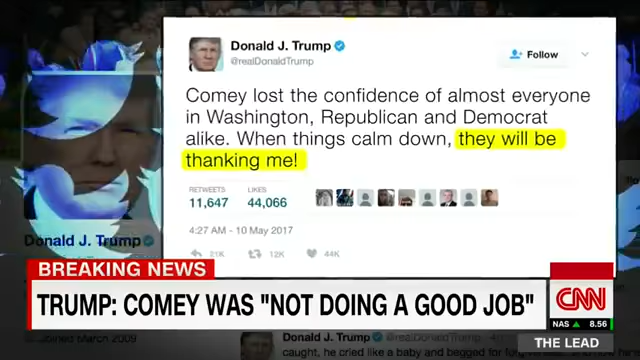 Donald J. Trump
@realDonaldTrump
Follow
Comey lost the confidence of almost everyone
in Washington, Republican and Democrat
alike. When things calm down, they will be
thanking me!
RETWEETS LIKES
11,647 44,066
4:27 AM - 10 May 2017
21K 12K 44K
Donald J. Trump
BREAKING NEWS
TRUMP: COMEY WAS "NOT DOING A GOOD JOB"
CNN
NAS ▲ 8.56
THE LEAD
Joined March 2009
Donald J. Trump @realDonaldTrump
caught, he cried like a baby and begged for